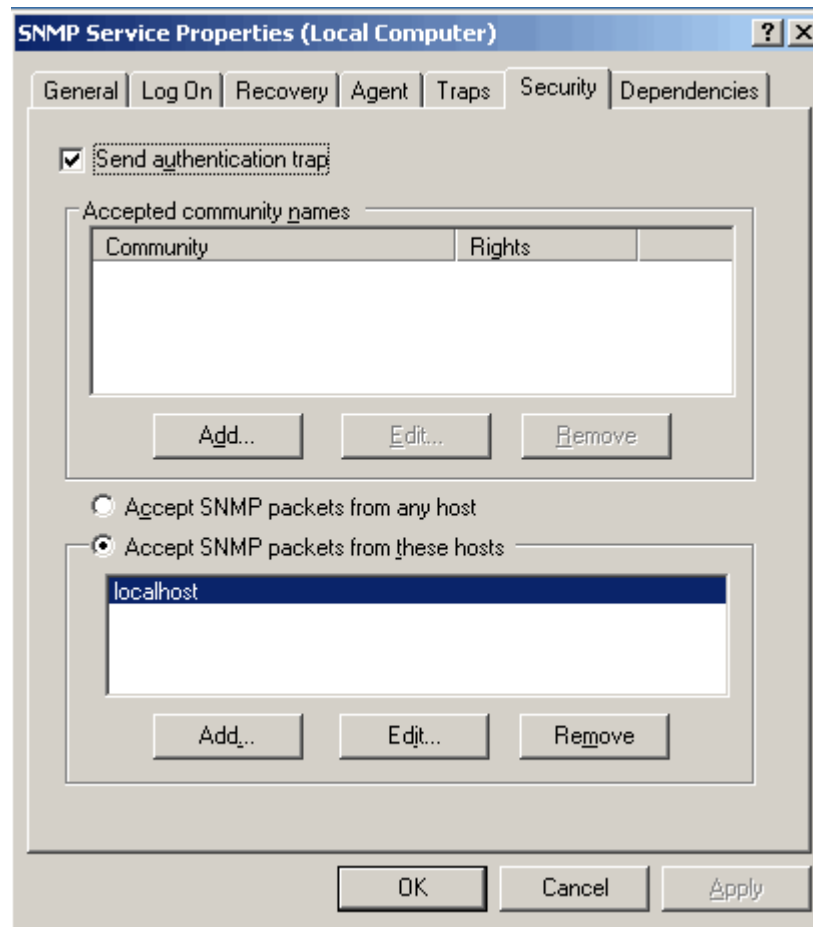 SNMP Service Properties (Local Computer)
? X
General Log On Recovery Agent Traps Security Dependencies
Send authentication trap
Accepted community names
Community Rights
Add... Edit... Remove
Accept SNMP packets from any host
Accept SNMP packets from these hosts
localhost
Add... Edit... Remove
OK Cancel Apply